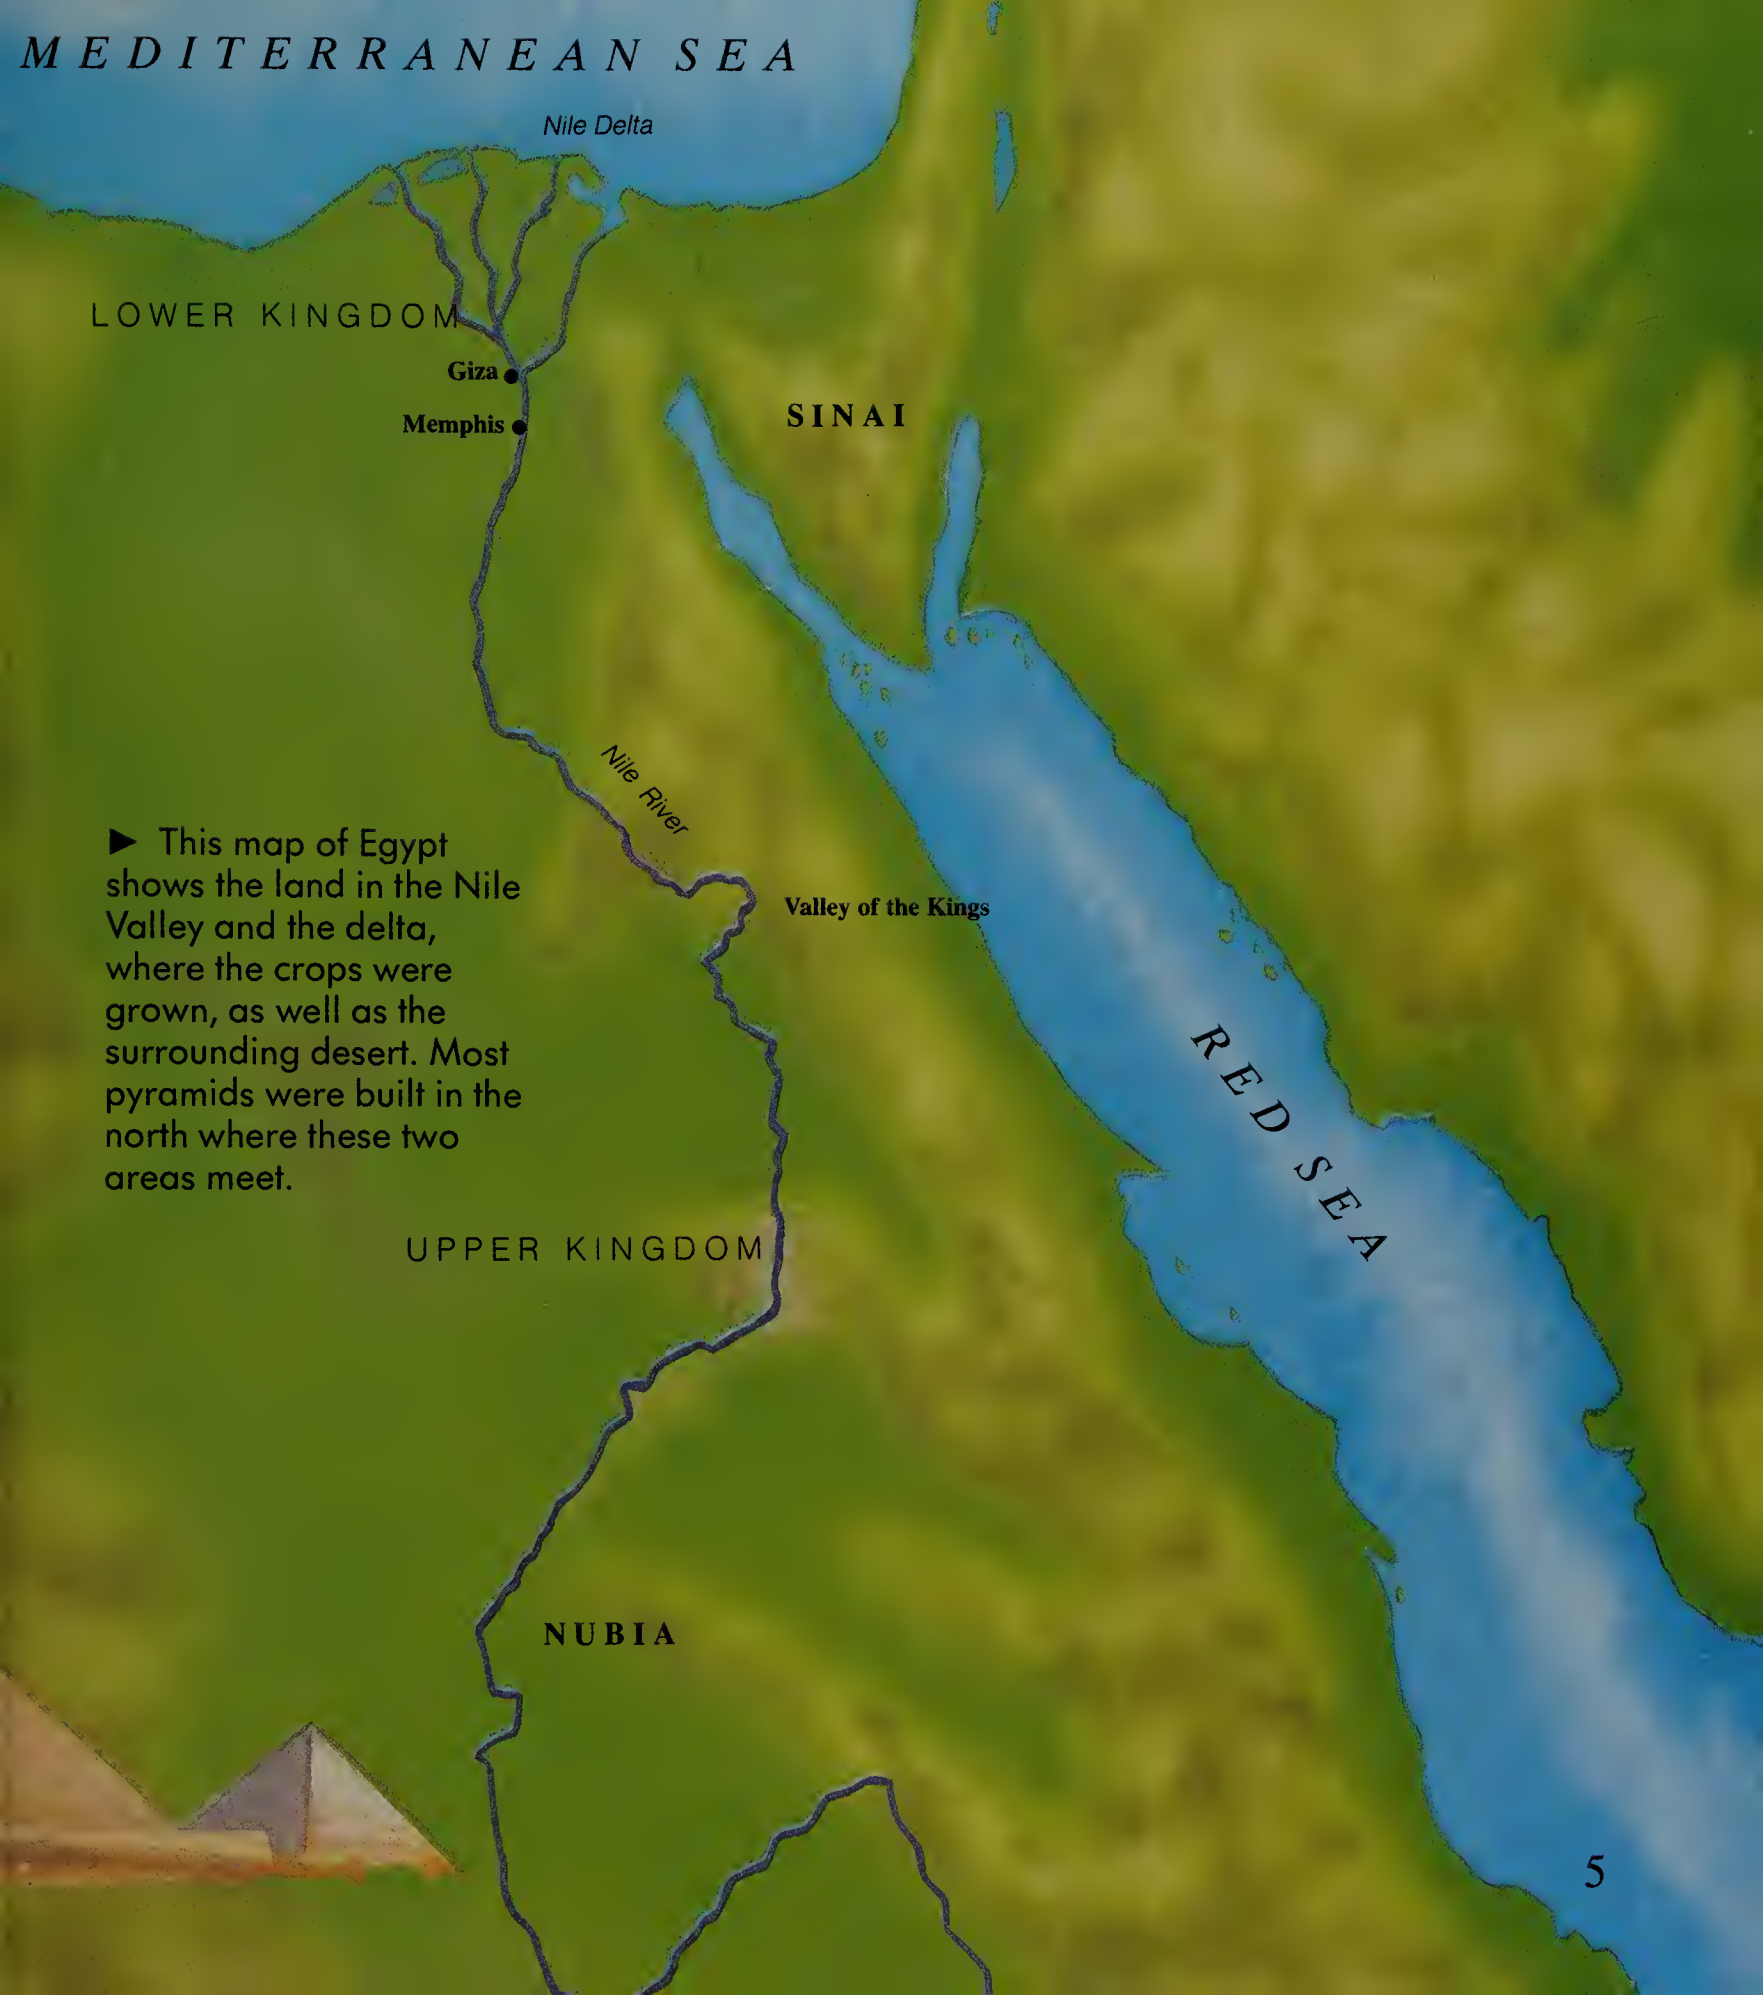 MEDITERRANEAN SEA
Nile Delta
LOWER KINGDOM
Giza
Memphis
SINAI
Nile River
► This map of Egypt
shows the land in the Nile
Valley and the delta,
where the crops were
grown, as well as the
surrounding desert. Most
pyramids were built in the
north where these two
areas meet.
Valley of the Kings
RED SEA
UPPER KINGDOM
NUBIA
5